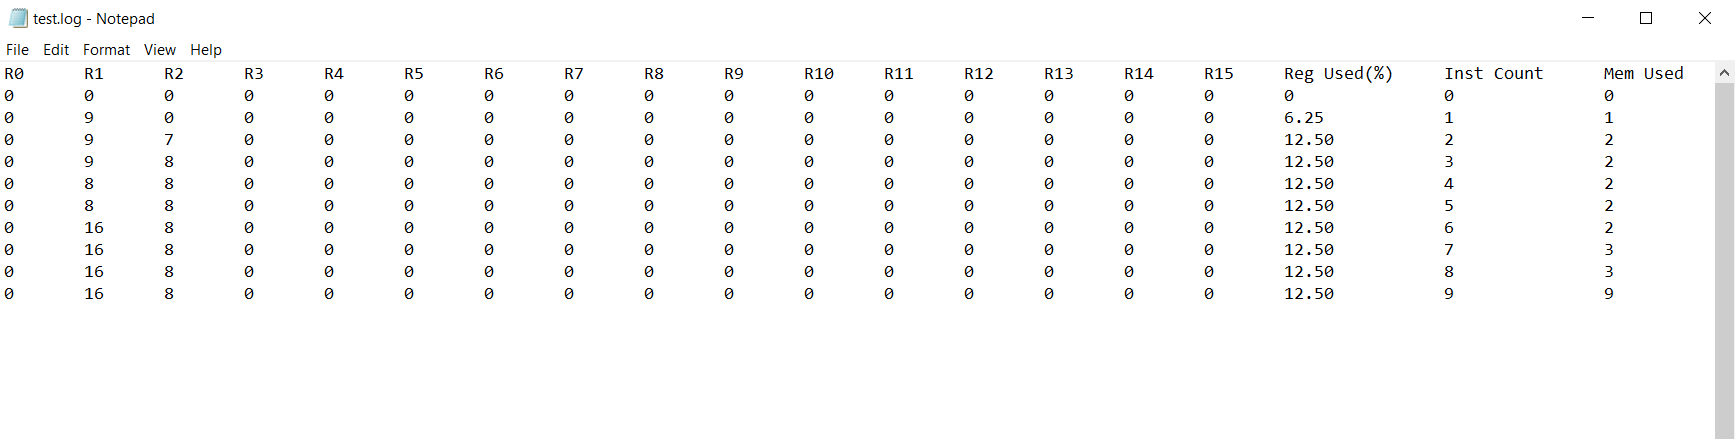 test.log - Notepad
File Edit Format View Help
R0 R1 R2 R3 R4 R5 R6 R7 R8 R9 R10 R11 R12 R13 R14 R15 Reg Used(%) Inst Count Mem Used
0 0 0 0 0 0 0 0 0 0 0 0 0 0 0 0 0 0 0
0 9 0 0 0 0 0 0 0 0 0 0 0 0 0 0 6.25 1 1
0 9 7 0 0 0 0 0 0 0 0 0 0 0 0 0 12.50 2 2
0 9 8 0 0 0 0 0 0 0 0 0 0 0 0 0 12.50 3 2
0 8 8 0 0 0 0 0 0 0 0 0 0 0 0 0 12.50 4 2
0 8 8 0 0 0 0 0 0 0 0 0 0 0 0 0 12.50 5 2
0 16 8 0 0 0 0 0 0 0 0 0 0 0 0 0 12.50 6 2
0 16 8 0 0 0 0 0 0 0 0 0 0 0 0 0 12.50 7 3
0 16 8 0 0 0 0 0 0 0 0 0 0 0 0 0 12.50 8 3
0 16 8 0 0 0 0 0 0 0 0 0 0 0 0 0 12.50 9 9